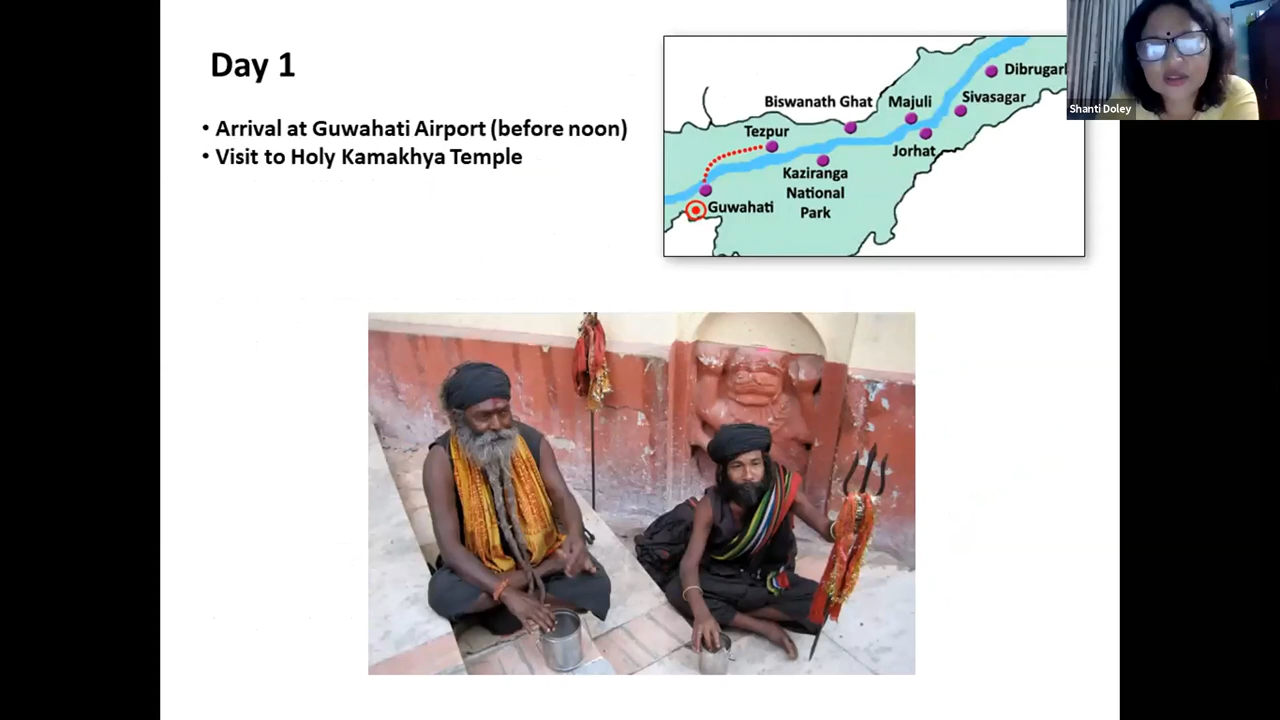 Day 1
• Arrival at Guwahati Airport (before noon)
• Visit to Holy Kamakhya Temple
Dibrugarh
Biswanath Ghat
Majuli
Sivasagar
Tezpur
Jorhat
Kaziranga
National
Park
Guwahati
Shanti Doley